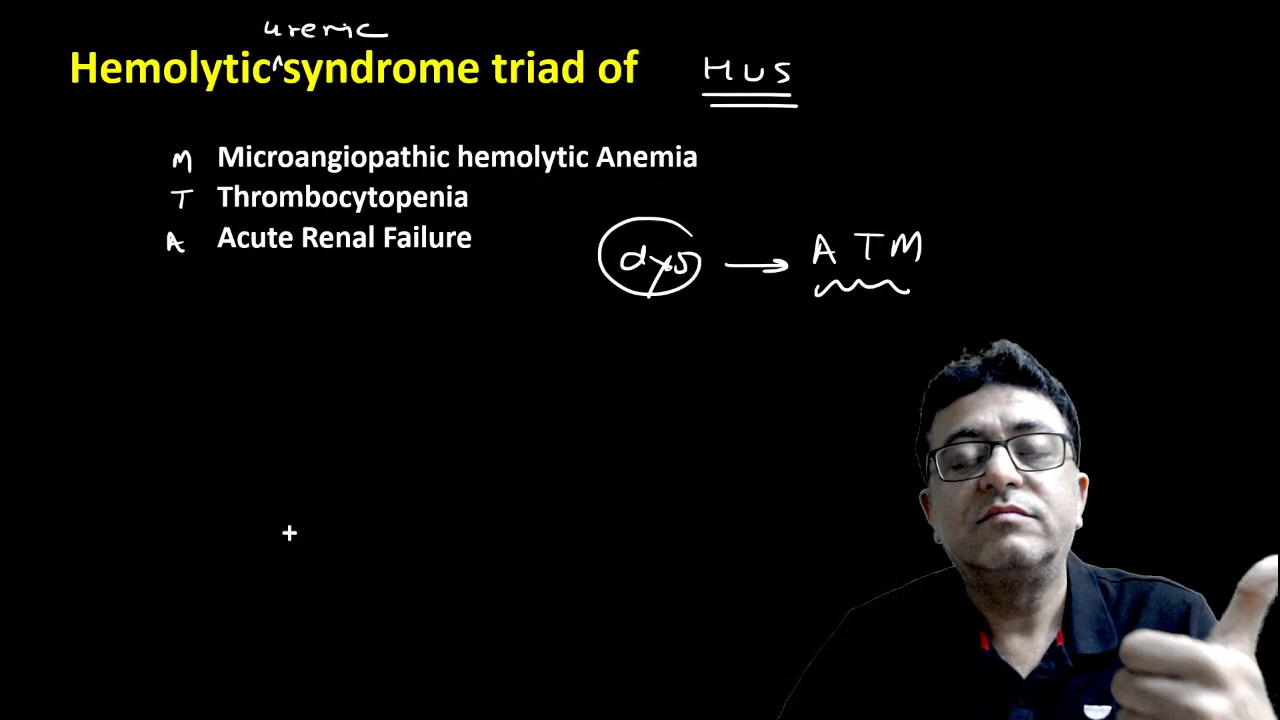 uremic
Hemolytic ^ syndrome triad of HUS
M Microangiopathic hemolytic Anemia
T Thrombocytopenia
A Acute Renal Failure
dys → ATM
+